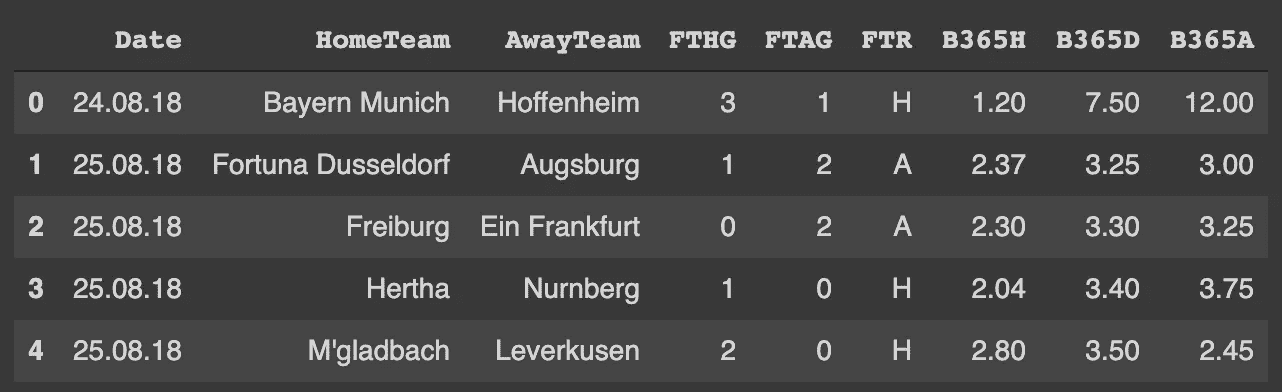 Date HomeTeam AwayTeam FTHG FTAG FTR B365H B365D B365A
0 24.08.18 Bayern Munich Hoffenheim 3 1 H 1.20 7.50 12.00
1 25.08.18 Fortuna Dusseldorf Augsburg 1 2 A 2.37 3.25 3.00
2 25.08.18 Freiburg Ein Frankfurt 0 2 A 2.30 3.30 3.25
3 25.08.18 Hertha Nurnberg 1 0 H 2.04 3.40 3.75
4 25.08.18 M'gladbach Leverkusen 2 0 H 2.80 3.50 2.45